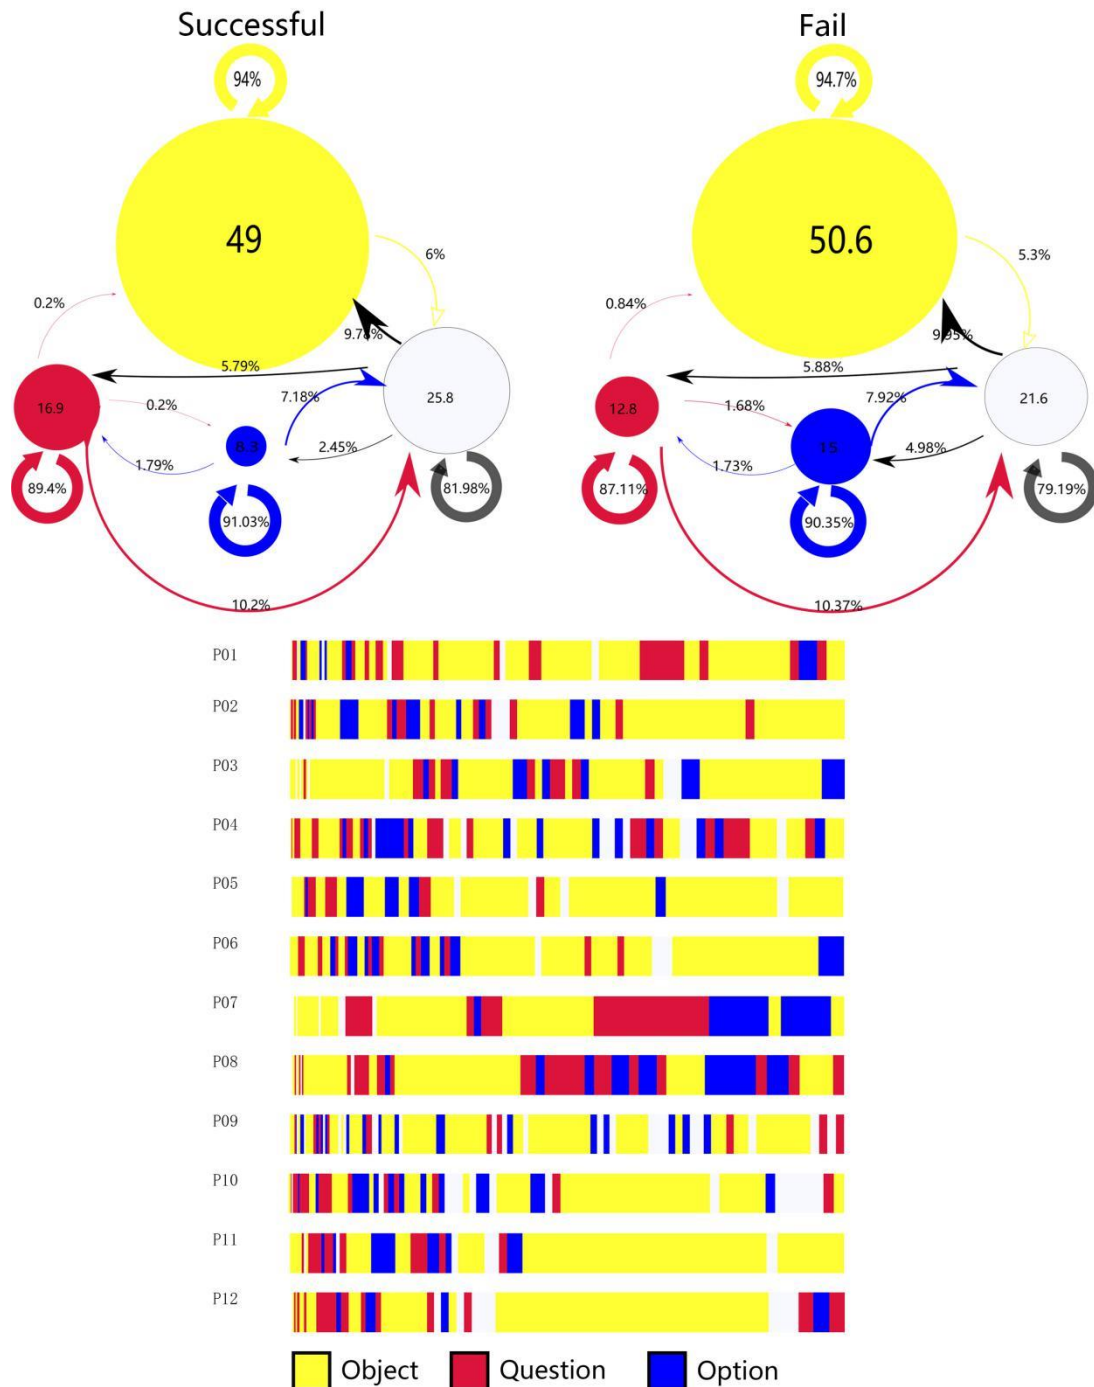 Successful Fail
94% 94.7%
49 50.6
6% 5.3%
0.2% 0.84%
9.78% 9.95%
5.79% 5.88%
16.9 0.2% 7.18% 25.8 12.8 1.68% 7.92% 21.6
8.3 2.45% 15 4.98%
1.79% 1.73%
89.4% 81.98% 87.11% 79.19%
91.03% 90.35%
10.2% 10.37%
P01
P02
P03
P04
P05
P06
P07
P08
P09
P10
P11
P12
Object Question Option